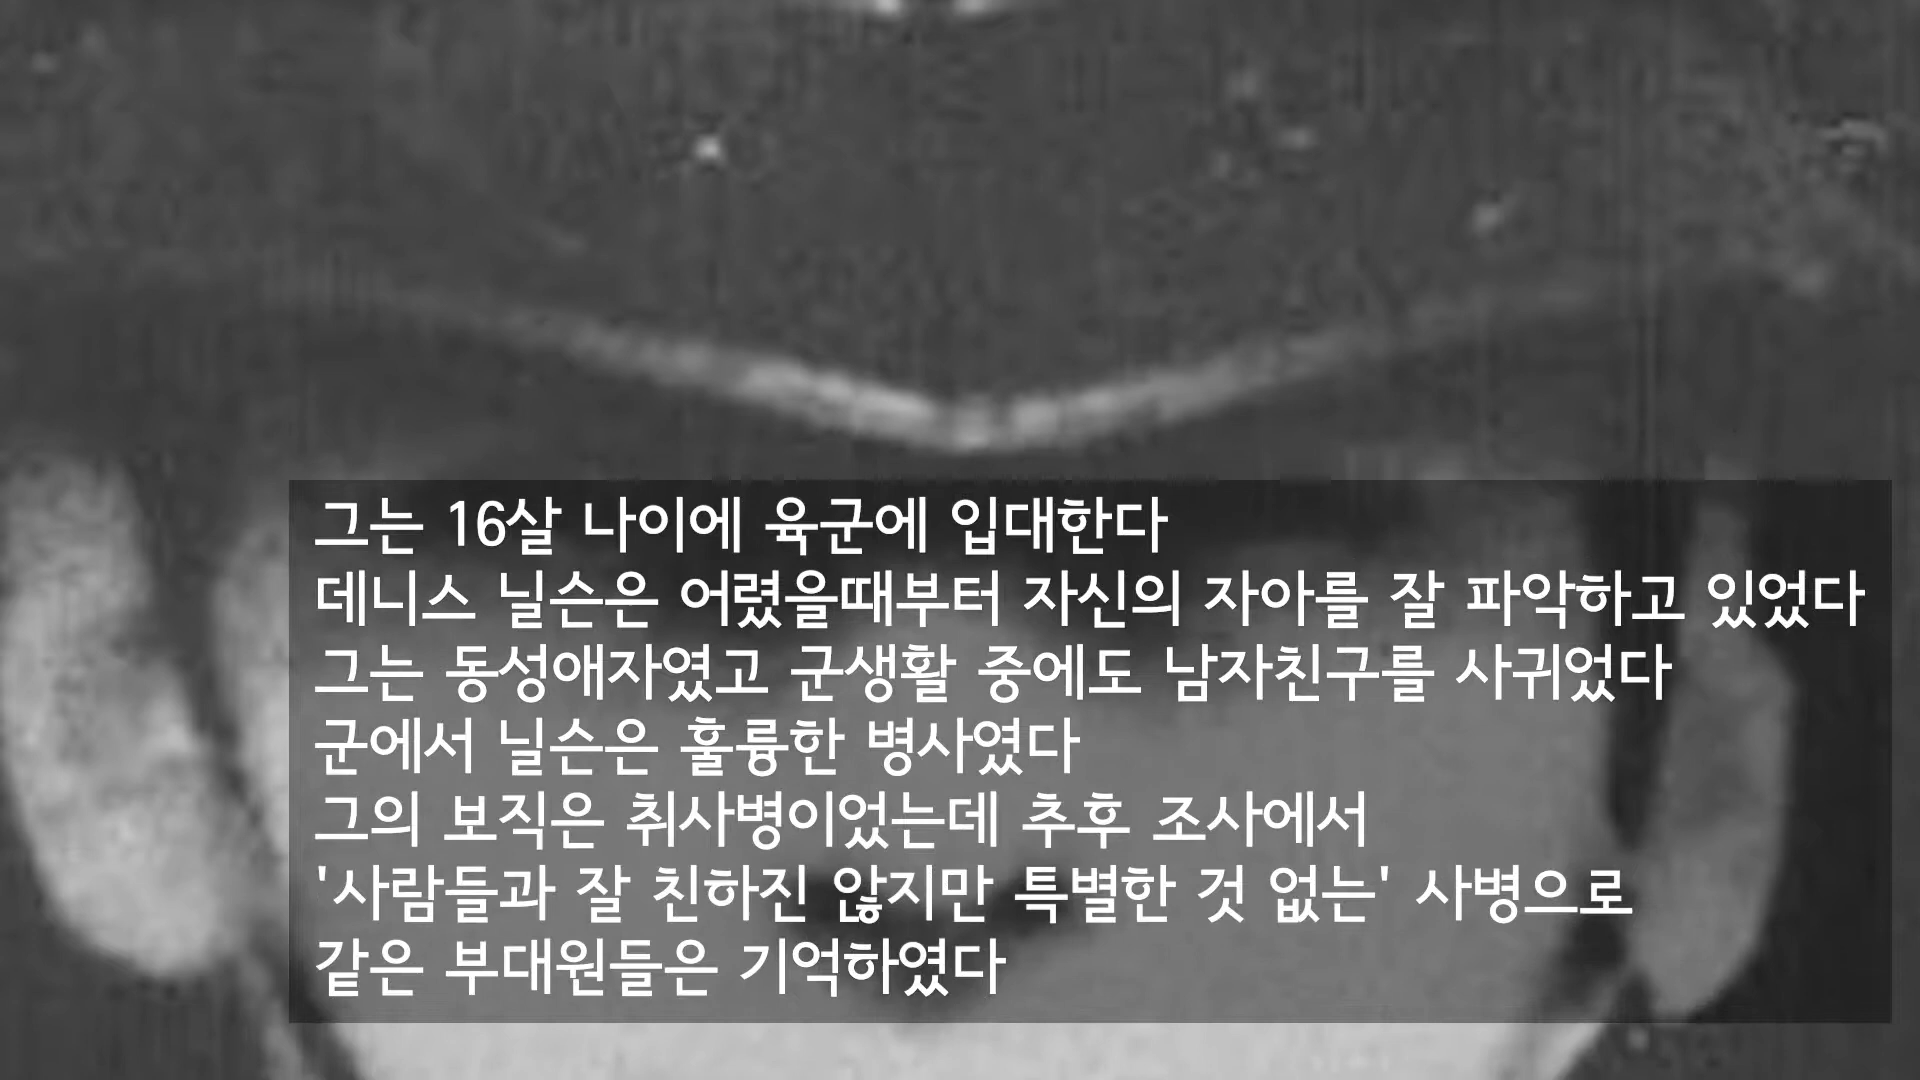 그는 16살 나이에 육군에 입대한다
데니스 닐슨은 어렸을때부터 자신의 자아를 잘 파악하고 있었다
그는 동성애자였고 군생활 중에도 남자친구를 사귀었다
군에서 닐슨은 훌륭한 병사였다
그의 보직은 취사병이었는데 추후 조사에서
'사람들과 잘 친하진 않지만 특별한 것 없는' 사병으로
같은 부대원들은 기억하였다